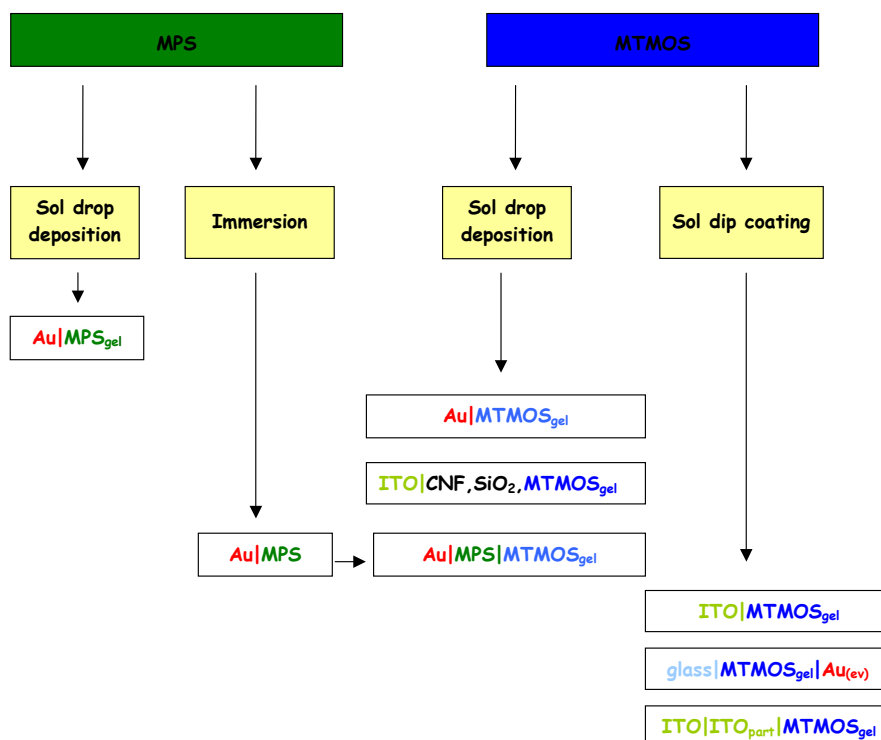 MPS
MTMOS
Sol drop
deposition
Immersion
Sol drop
deposition
Sol dip coating
Au|MPSgel
Au|MTMOSgel
ITO|CNF,SiO2,MTMOSgel
Au|MPS
Au|MPS|MTMOSgel
ITO|MTMOSgel
glass|MTMOSgel|Au(ev)
ITO|ITOpart|MTMOSgel